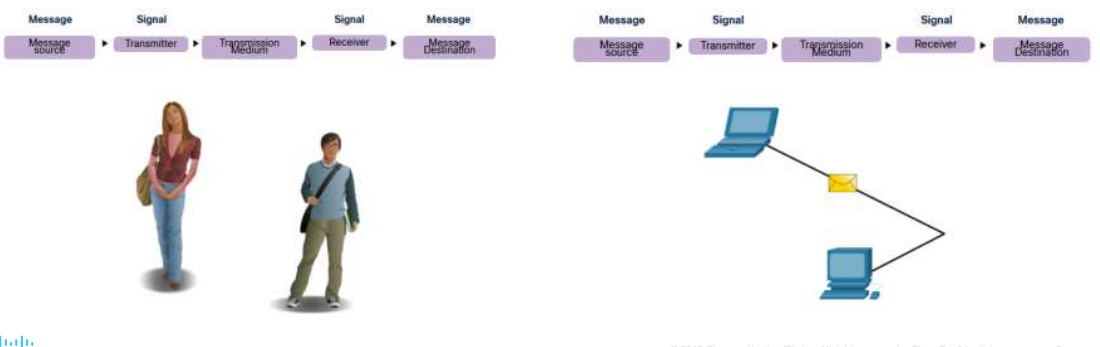 Message Signal Signal Message
Message source Transmitter Transmission Medium Receiver Message Destination
Message Signal Signal Message
Message source Transmitter Transmission Medium Receiver Message Destination